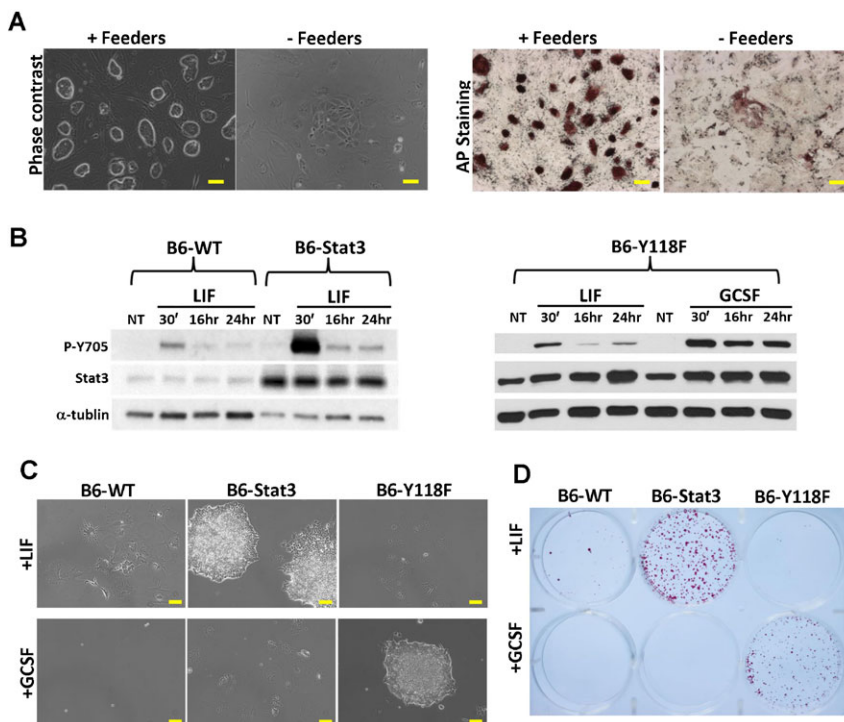 A
+ Feeders - Feeders + Feeders - Feeders
Phase contrast
AP Staining
B
B6-WT B6-Stat3 B6-Y118F
LIF LIF LIF GCSF
NT 30' 16hr 24hr NT 30' 16hr 24hr NT 30' 16hr 24hr NT 30' 16hr 24hr
P-Y705
Stat3
α-tublin
C
B6-WT B6-Stat3 B6-Y118F
+LIF
+GCSF
D
B6-WT B6-Stat3 B6-Y118F
+LIF
+GCSF